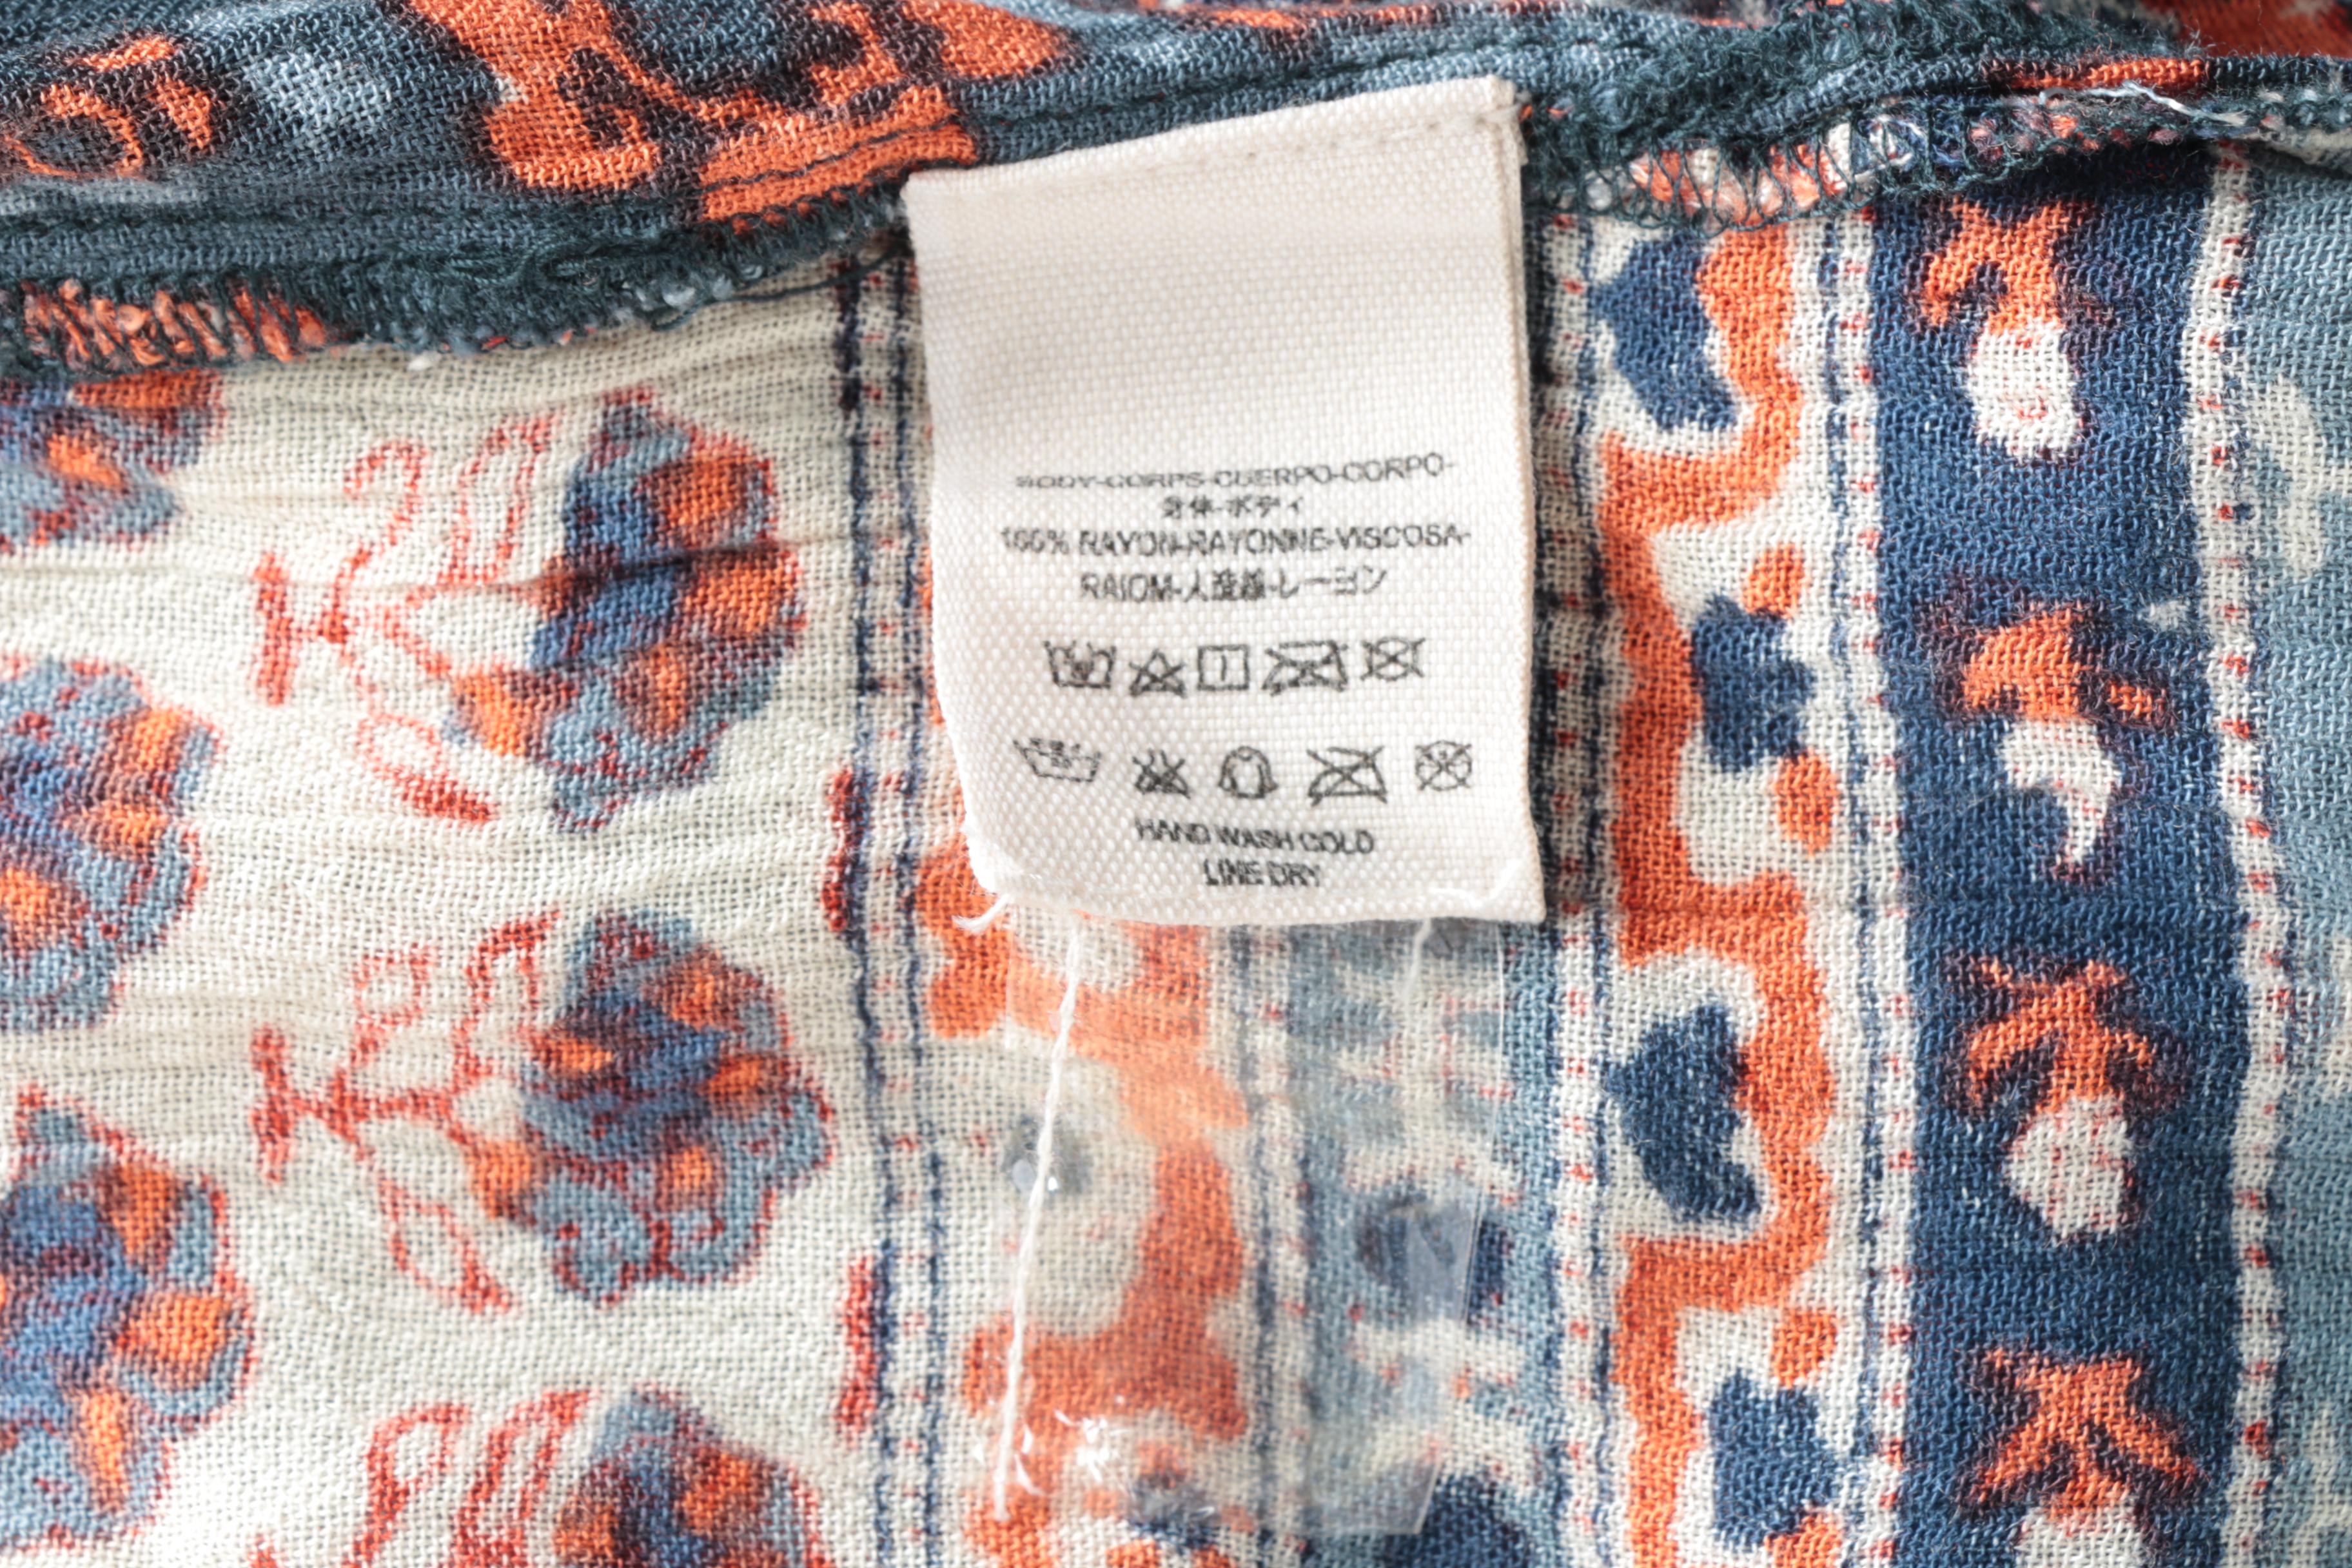 BODY-CORPS-CUERPO-CORPO-
身体-ボディ
100% RAYON-RAYONNE-VISCOSA-
RAIOM-人造絲-レーヨン
HAND WASH COLD
LINE DRY